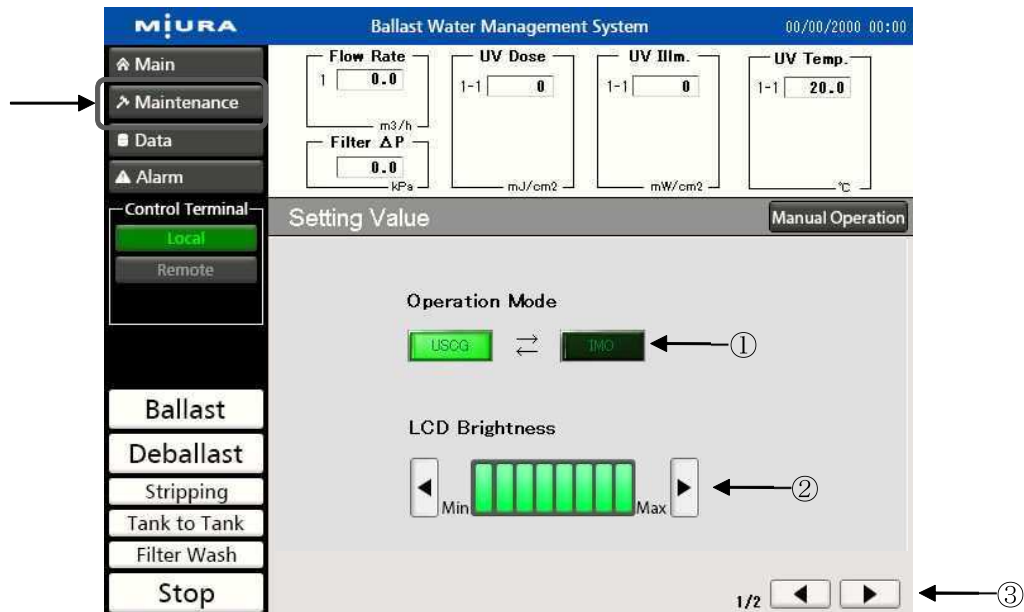 MIURA
Ballast Water Management System
00/00/2000 00:00
Main
Maintenance
Data
Alarm
Control Terminal
Local
Remote
Ballast
Deballast
Stripping
Tank to Tank
Filter Wash
Stop
Flow Rate
1 0.0
m3/h
Filter ΔP
0.0
kPa
UV Dose
1-1 0
mJ/cm2
UV Illm.
1-1 0
mW/cm2
UV Temp.
1-1 20.0
℃
Setting Value
Manual Operation
Operation Mode
USCG ⇄ IMO ①
LCD Brightness
◀ Min Max ▶ ②
1/2 ◀ ▶ ③